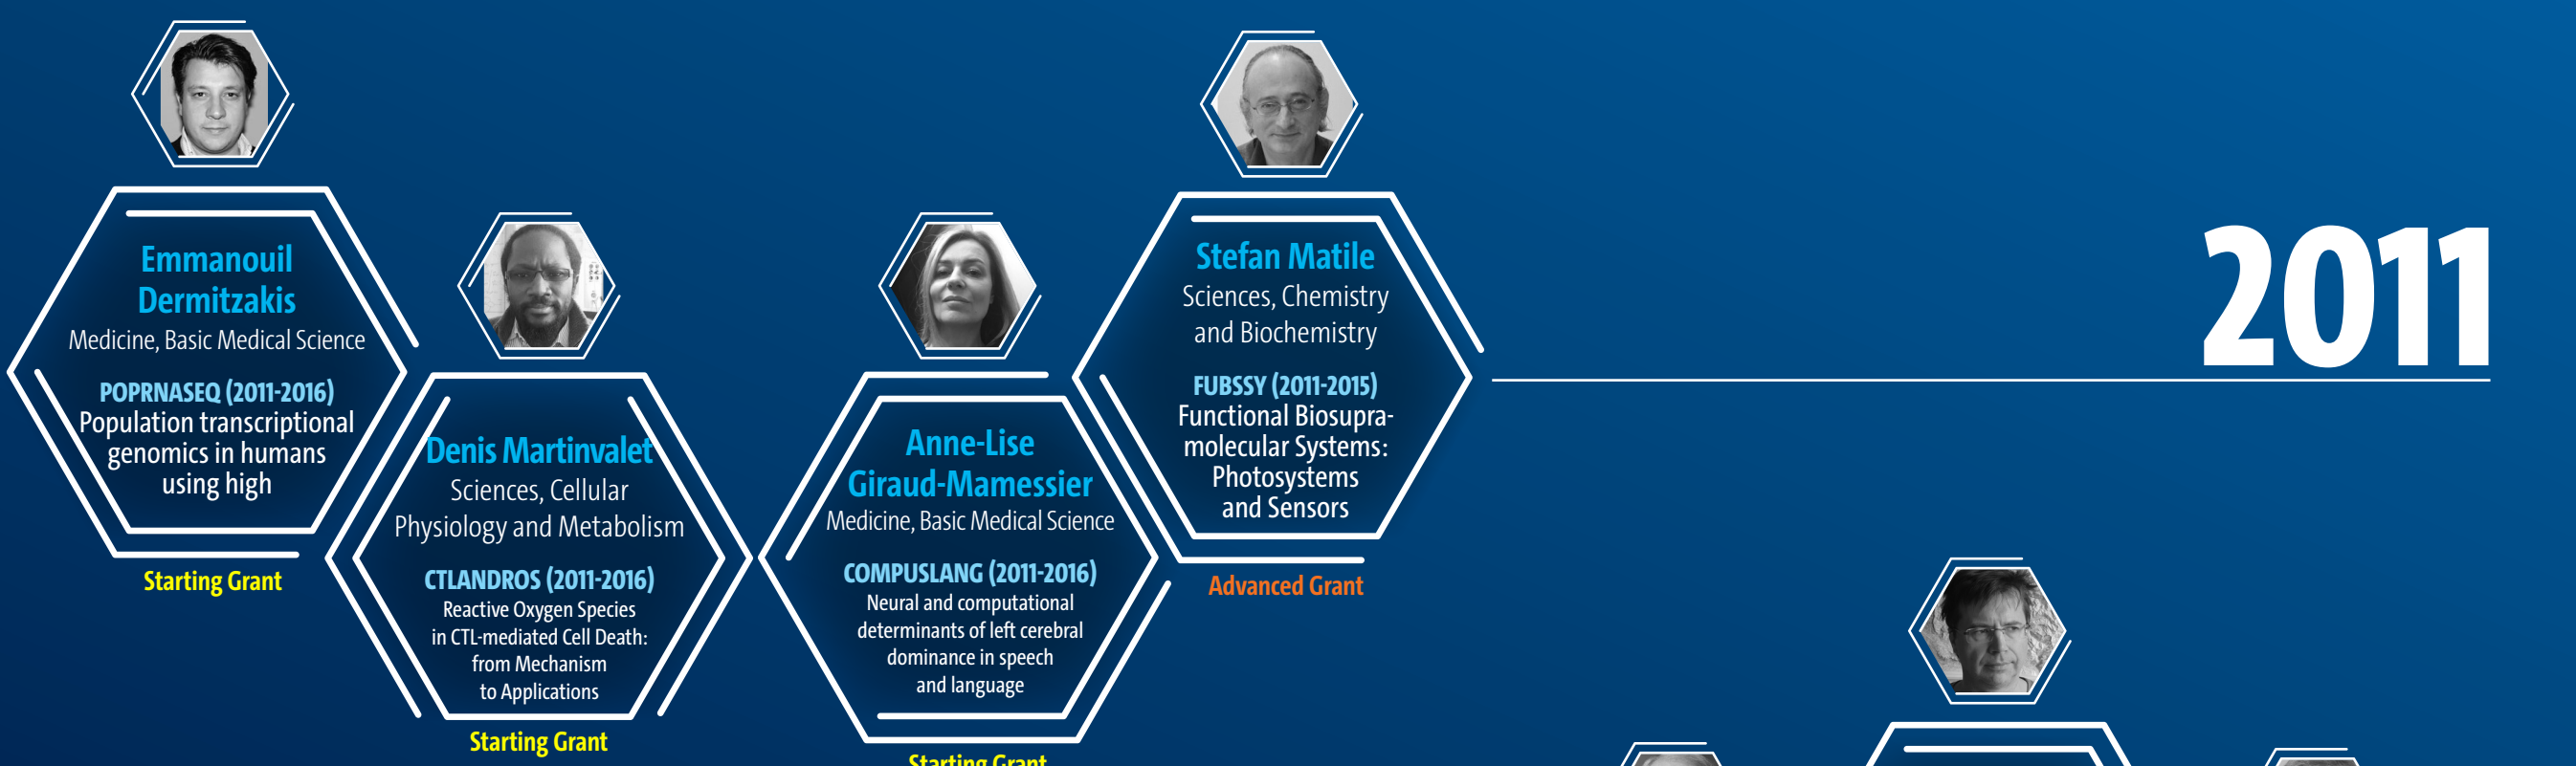 Emmanouil
Dermitzakis
Medicine, Basic Medical Science
POPRNASEQ (2011-2016)
Population transcriptional
genomics in humans
using high
Starting Grant
Denis Martinvalet
Sciences, Cellular
Physiology and Metabolism
CTLANDROS (2011-2016)
Reactive Oxygen Species
in CTL-mediated Cell Death:
from Mechanism
to Applications
Starting Grant
Anne-Lise
Giraud-Mamessier
Medicine, Basic Medical Science
COMPUSLANG (2011-2016)
Neural and computational
determinants of left cerebral
dominance in speech
and language
Starting Grant
Stefan Matile
Sciences, Chemistry
and Biochemistry
FUBSSY (2011-2015)
Functional Biosupra-
molecular Systems:
Photosystems
and Sensors
Advanced Grant
2011